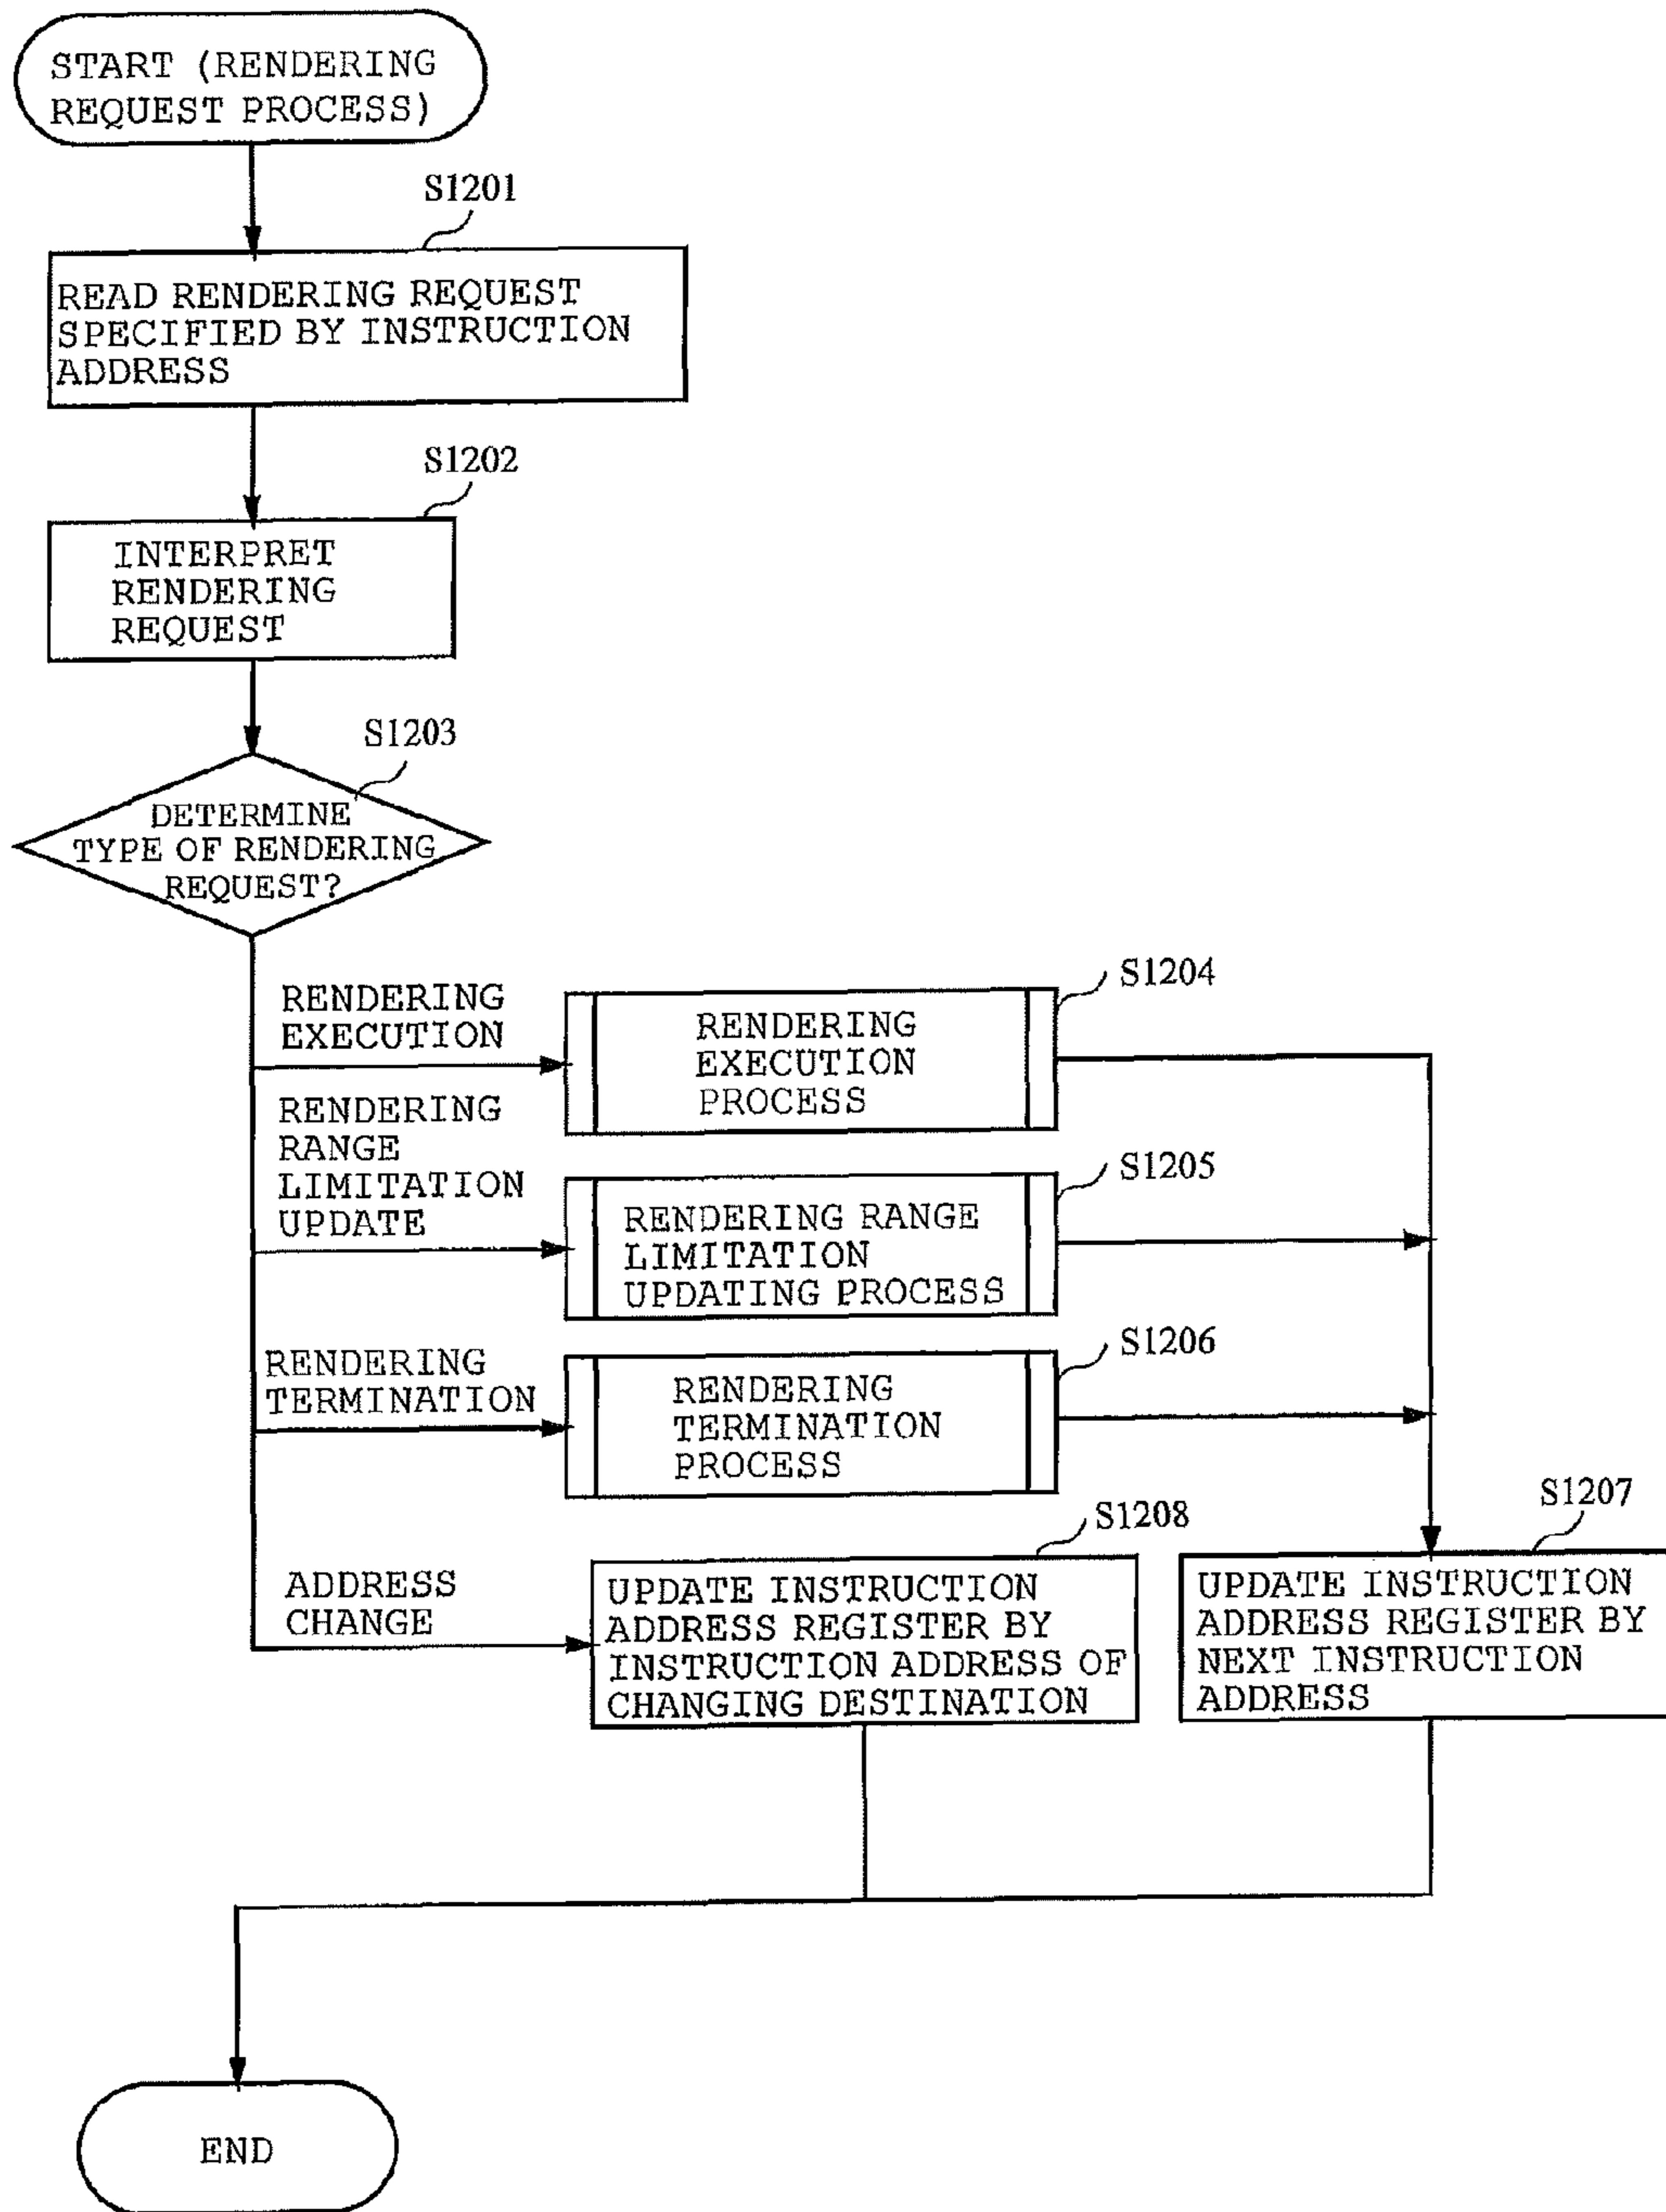 START (RENDERING
REQUEST PROCESS)
S1201
READ RENDERING REQUEST
SPECIFIED BY INSTRUCTION
ADDRESS
S1202
INTERPRET
RENDERING
REQUEST
S1203
DETERMINE
TYPE OF RENDERING
REQUEST?
RENDERING
EXECUTION
S1204
RENDERING
EXECUTION
PROCESS
RENDERING
RANGE
LIMITATION
UPDATE
S1205
RENDERING RANGE
LIMITATION
UPDATING PROCESS
RENDERING
TERMINATION
S1206
RENDERING
TERMINATION
PROCESS
ADDRESS
CHANGE
S1208
UPDATE INSTRUCTION
ADDRESS REGISTER BY
INSTRUCTION ADDRESS OF
CHANGING DESTINATION
S1207
UPDATE INSTRUCTION
ADDRESS REGISTER BY
NEXT INSTRUCTION
ADDRESS
END